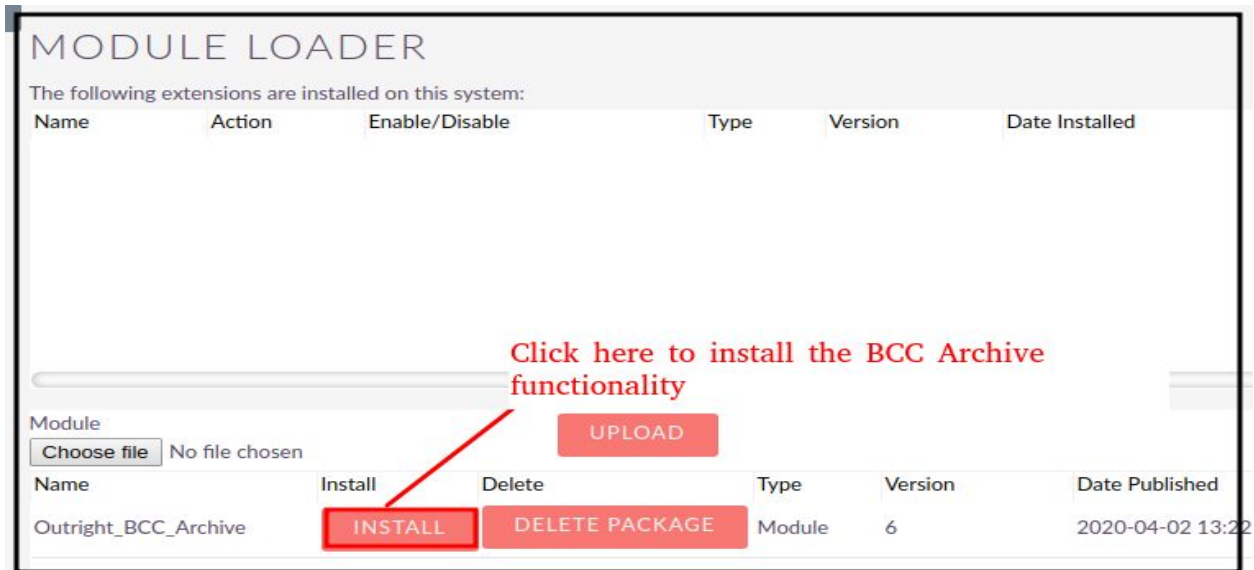 MODULE LOADER
The following extensions are installed on this system:
Name Action Enable/Disable Type Version Date Installed
Click here to install the BCC Archive
functionality
Module
UPLOAD
Choose file No file chosen
Name Install Delete Type Version Date Published
Outright_BCC_Archive INSTALL DELETE PACKAGE Module 6 2020-04-02 13:22